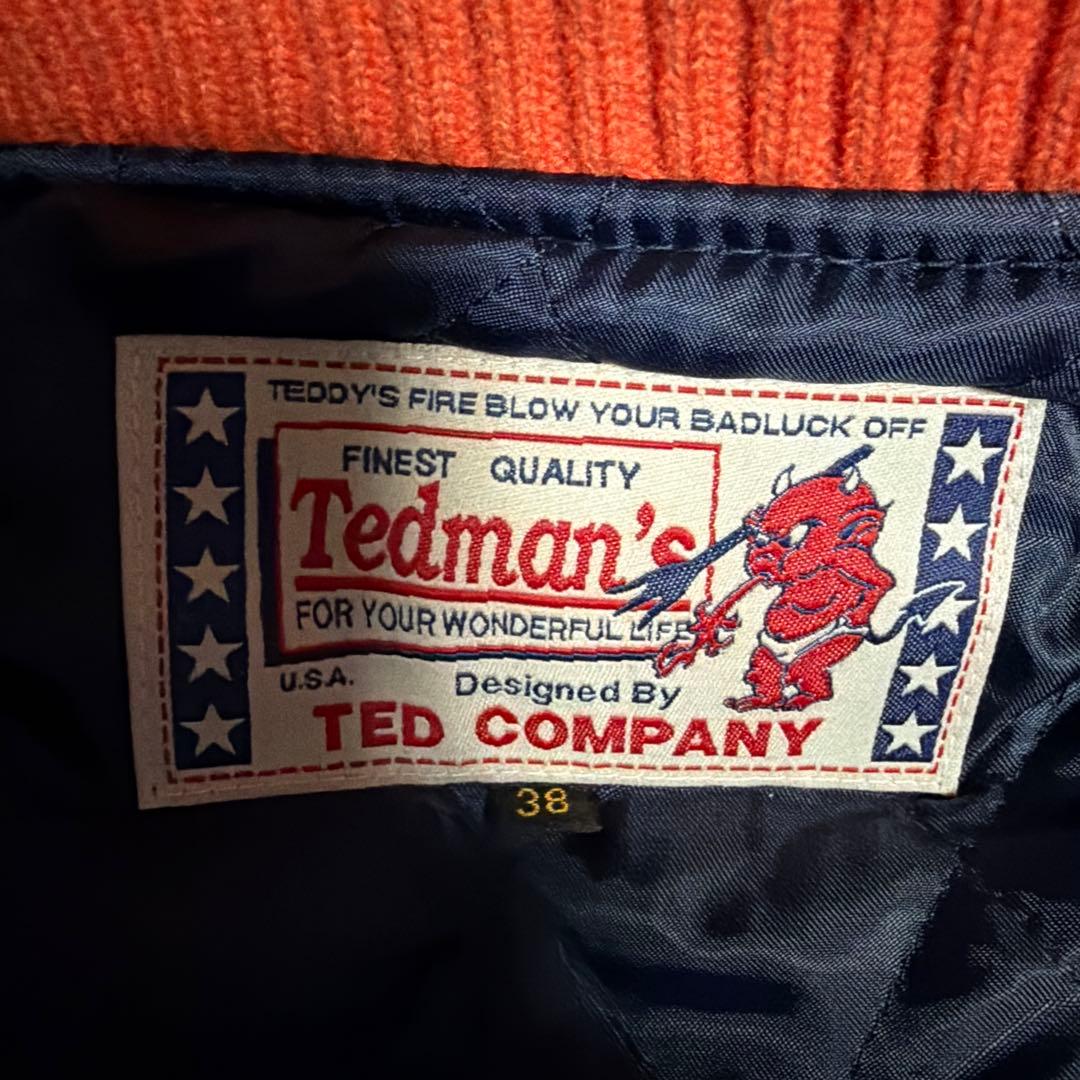 TEDDY'S FIRE BLOW YOUR BADLUCK OFF
FINEST QUALITY
Tedman's
FOR YOUR WONDERFUL LIFE
U.S.A.
Designed By
TED COMPANY
38